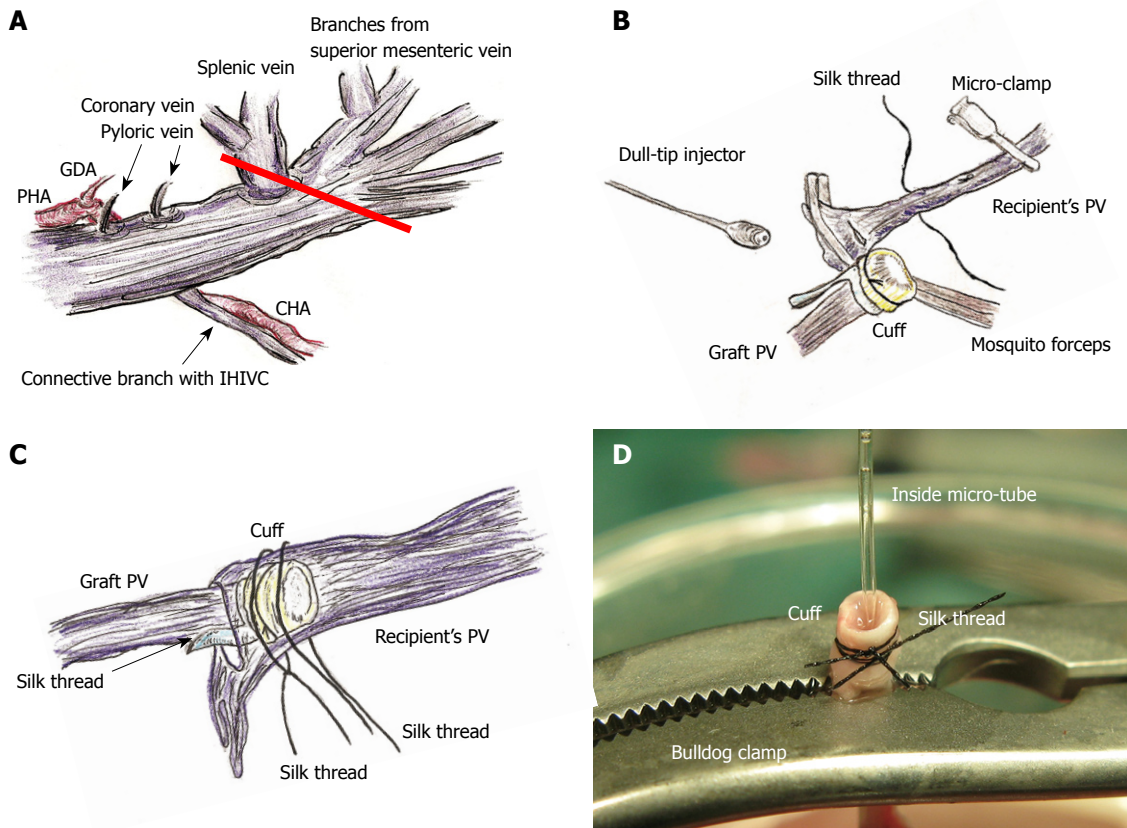 A
Branches from
superior mesenteric vein
Splenic vein
Coronary vein
Pyloric vein
GDA
PHA
CHA
Connective branch with IHIVC
B
Silk thread
Micro-clamp
Dull-tip injector
Recipient's PV
Cuff
Graft PV
Mosquito forceps
C
Cuff
Graft PV
Recipient's PV
Silk thread
Silk thread
Silk thread
D
Inside micro-tube
Cuff
Silk thread
Bulldog clamp